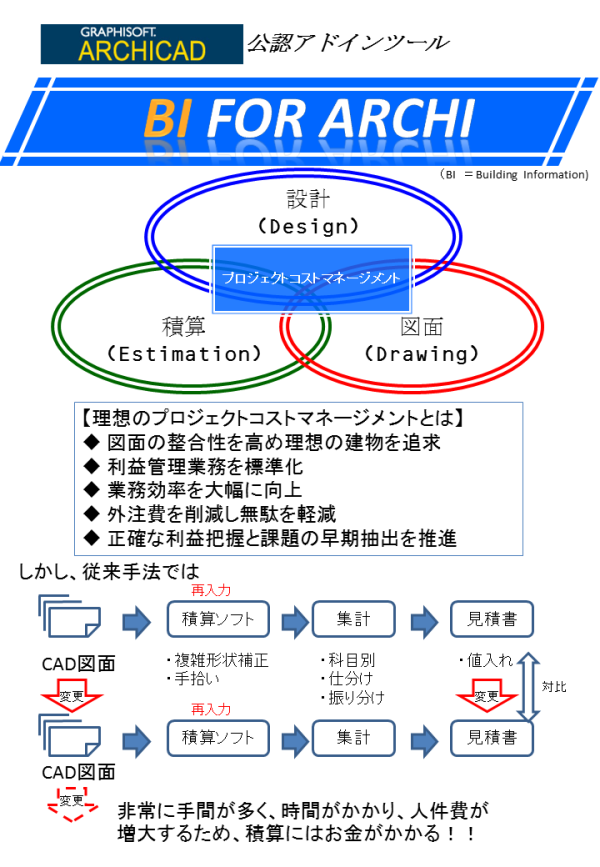 GRAPHISOFT.
ARCHICAD
公認アドインツール
BI FOR ARCHI
（BI ＝Building Information)
設計
(Design)
プロジェクトコストマネージメント
積算
(Estimation)
図面
(Drawing)
【理想のプロジェクトコストマネージメントとは】
◆ 図面の整合性を高め理想の建物を追求
◆ 利益管理業務を標準化
◆ 業務効率を大幅に向上
◆ 外注費を削減し無駄を軽減
◆ 正確な利益把握と課題の早期抽出を推進
しかし、従来手法では
再入力
積算ソフト
集計
見積書
CAD図面
・複雑形状補正
・手拾い
・科目別
・仕分け
・振り分け
・値入れ
変更
変更
対比
再入力
積算ソフト
集計
見積書
CAD図面
変更
非常に手間が多く、時間がかかり、人件費が
増大するため、積算にはお金がかかる！！